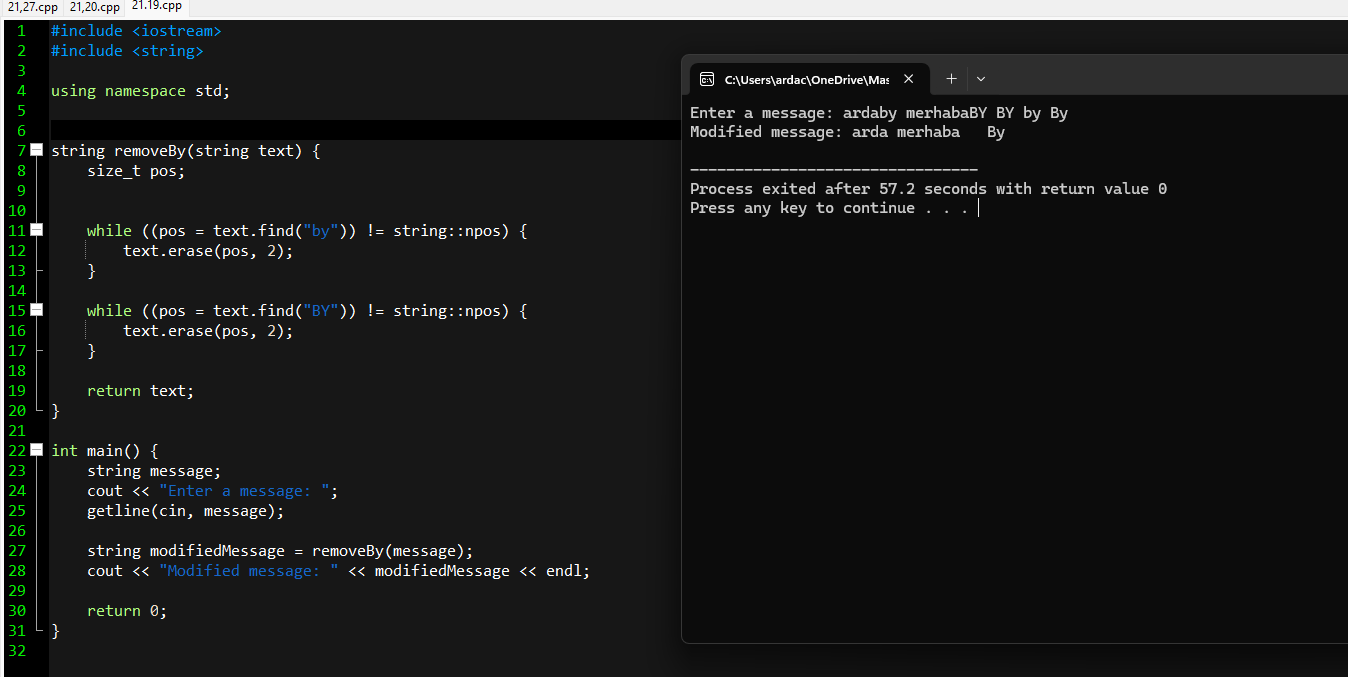 21,27.cpp 21,20.cpp 21.19.cpp
1 #include <iostream>
2 #include <string>
3
4 using namespace std;
5
6
7 string removeBy(string text) {
8 size_t pos;
9
10
11 while ((pos = text.find("by")) != string::npos) {
12 text.erase(pos, 2);
13 }
14
15 while ((pos = text.find("BY")) != string::npos) {
16 text.erase(pos, 2);
17 }
18
19 return text;
20 }
21
22 int main() {
23 string message;
24 cout << "Enter a message: ";
25 getline(cin, message);
26
27 string modifiedMessage = removeBy(message);
28 cout << "Modified message: " << modifiedMessage << endl;
29
30 return 0;
31 }
32
C:\Users\ardac\OneDrive\Mas
Enter a message: ardaby merhabaBY BY by By
Modified message: arda merhaba   By
--------------------------------
Process exited after 57.2 seconds with return value 0
Press any key to continue . . .